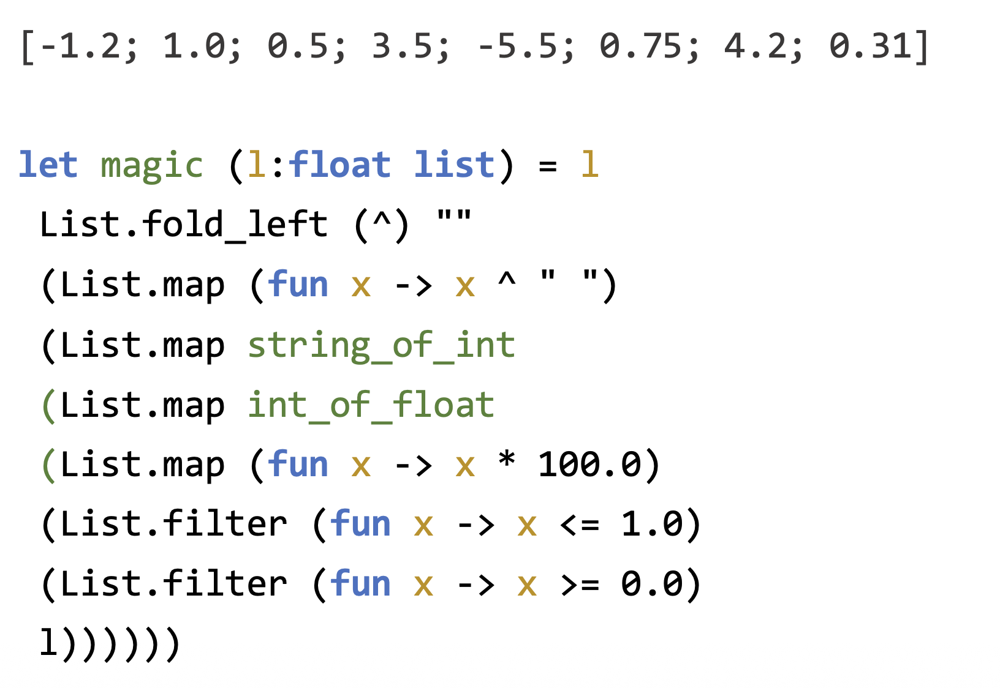 [-1.2; 1.0; 0.5; 3.5; -5.5; 0.75; 4.2; 0.31]
let magic (l:float list) = l
List.fold_left (^) ""
(List.map (fun x -> x ^ " ")
(List.map string_of_int
(List.map int_of_float
(List.map (fun x -> x * 100.0)
(List.filter (fun x -> x <= 1.0)
(List.filter (fun x -> x >= 0.0)
l))))))